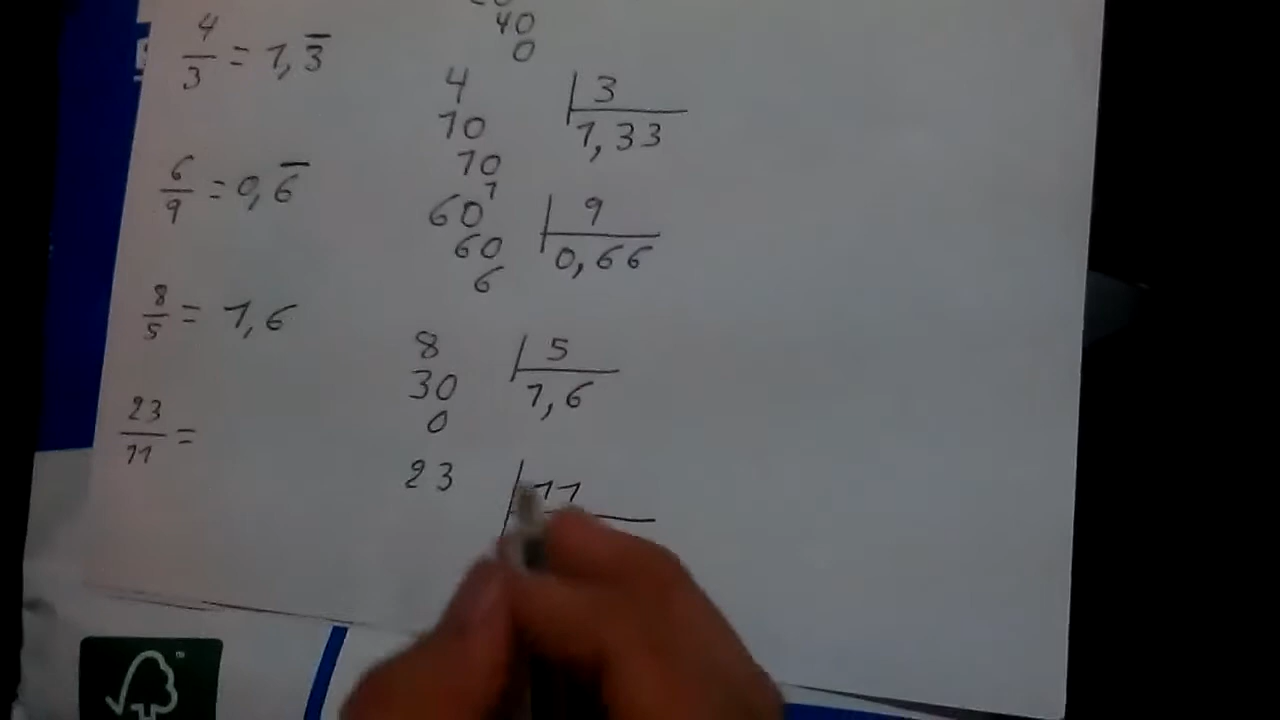 40
0
4/3 = 1,3̅
4 | 3
10 1,33
10
1
6/9 = 0,6̅
60 | 9
60 0,66
6
8/5 = 1,6
8 | 5
30 1,6
0
23/11 =
23 | 11